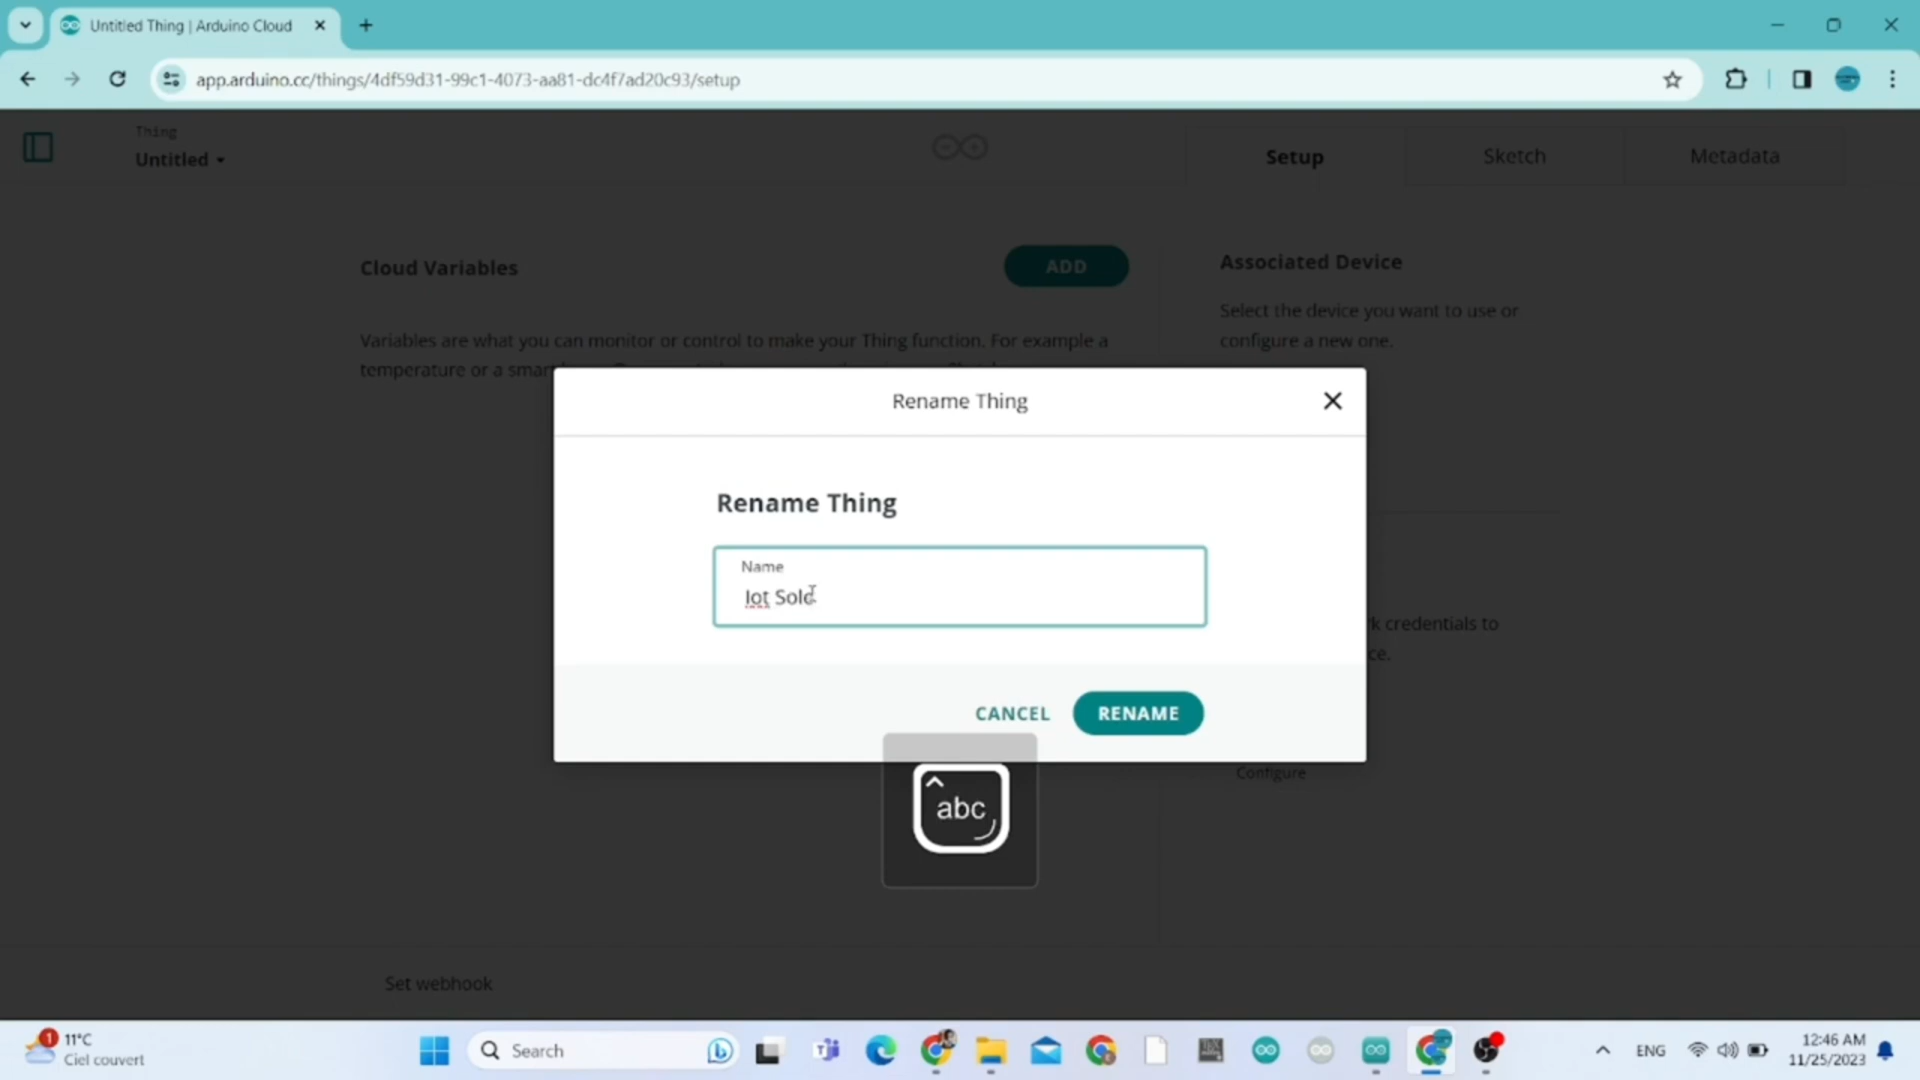 Untitled Thing | Arduino Cloud
app.arduino.cc/things/4df59d31-99c1-4073-aa81-dc4f7ad20c93/setup
Thing
Untitled
Setup
Sketch
Metadata
Cloud Variables
ADD
Associated Device
Variables are what you can monitor or control to make your Thing function. For example a
temperature or a smar
Select the device you want to use or
configure a new one.
Rename Thing
Rename Thing
Name
Iot Sol
k credentials to
ce.
CANCEL
RENAME
Configure
abc
Set webhook
1
11°C
Ciel couvert
Search
ENG
12:46 AM
11/25/2023